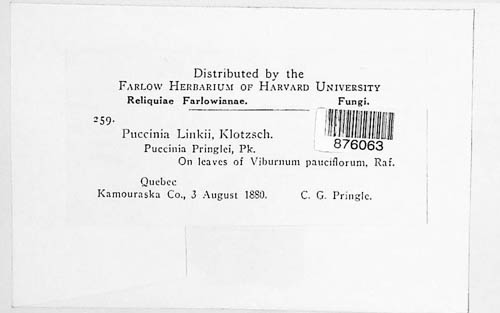 Distributed by the
FARLOW HERBARIUM OF HARVARD UNIVERSITY
Reliquiae Farlowianae. Fungi.
259.
Puccinia Linkii, Klotzsch.
Puccinia Pringlei, Pk.
On leaves of Viburnum pauciflorum, Raf.
876063
Quebec
Kamouraska Co., 3 August 1880. C. G. Pringle.